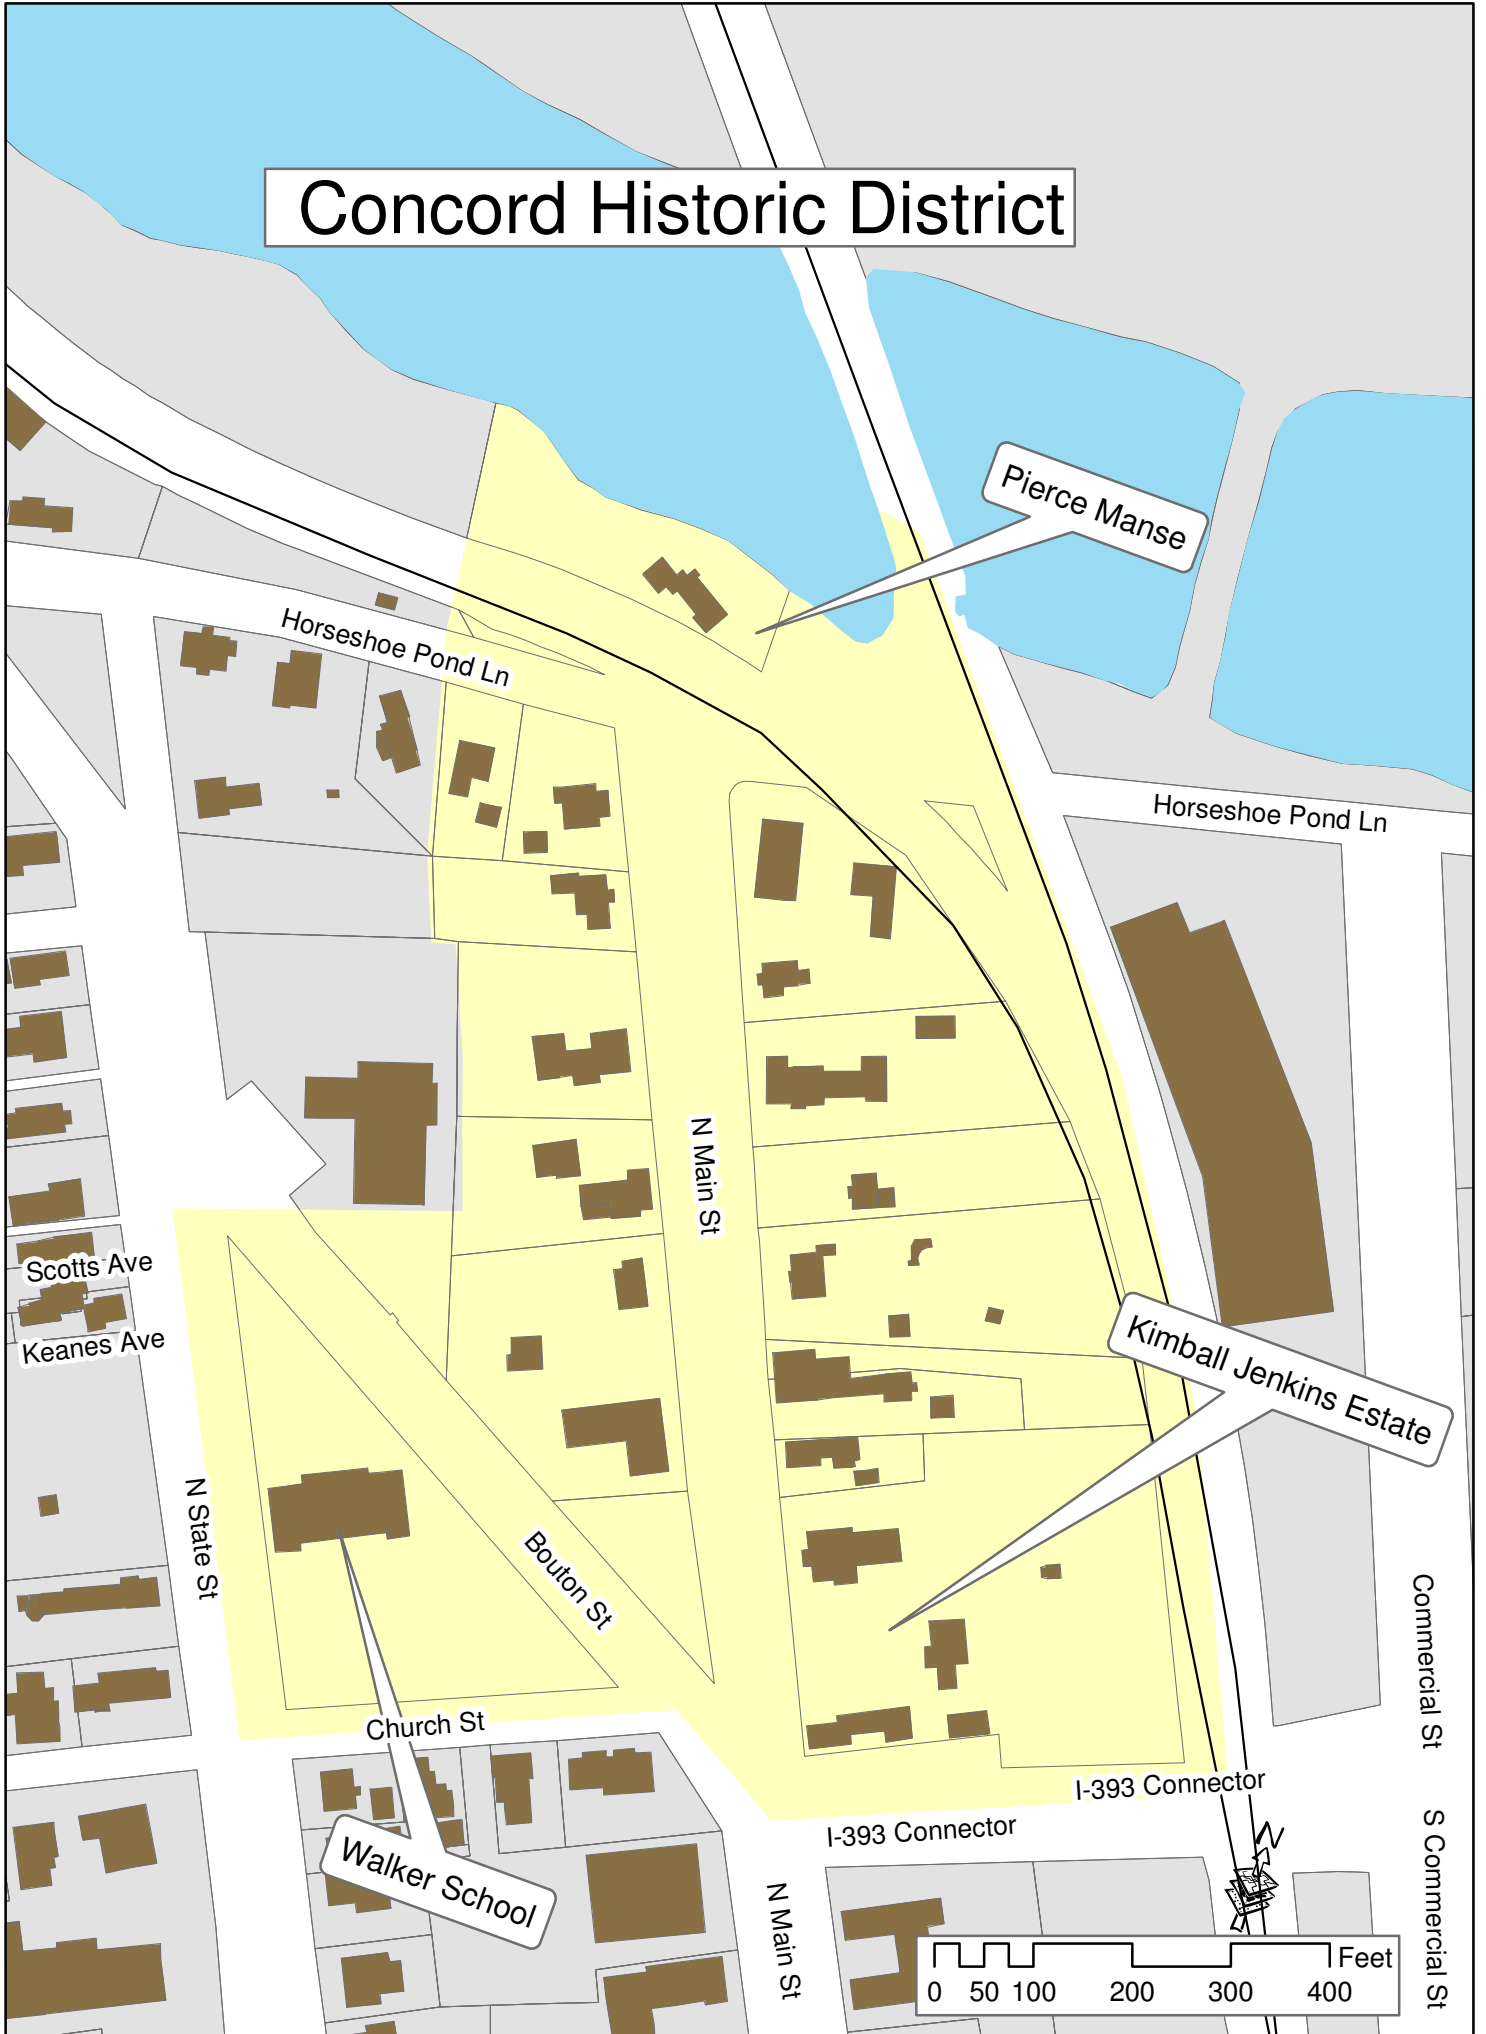 Concord Historic District
Pierce Manse
Horseshoe Pond Ln
Horseshoe Pond Ln
N Main St
Scotts Ave
Keanes Ave
Kimball Jenkins Estate
N State St
Bouton St
Commercial St
Church St
I-393 Connector
I-393 Connector
S Commercial St
N
Walker School
N Main St
Feet
0 50 100 200 300 400